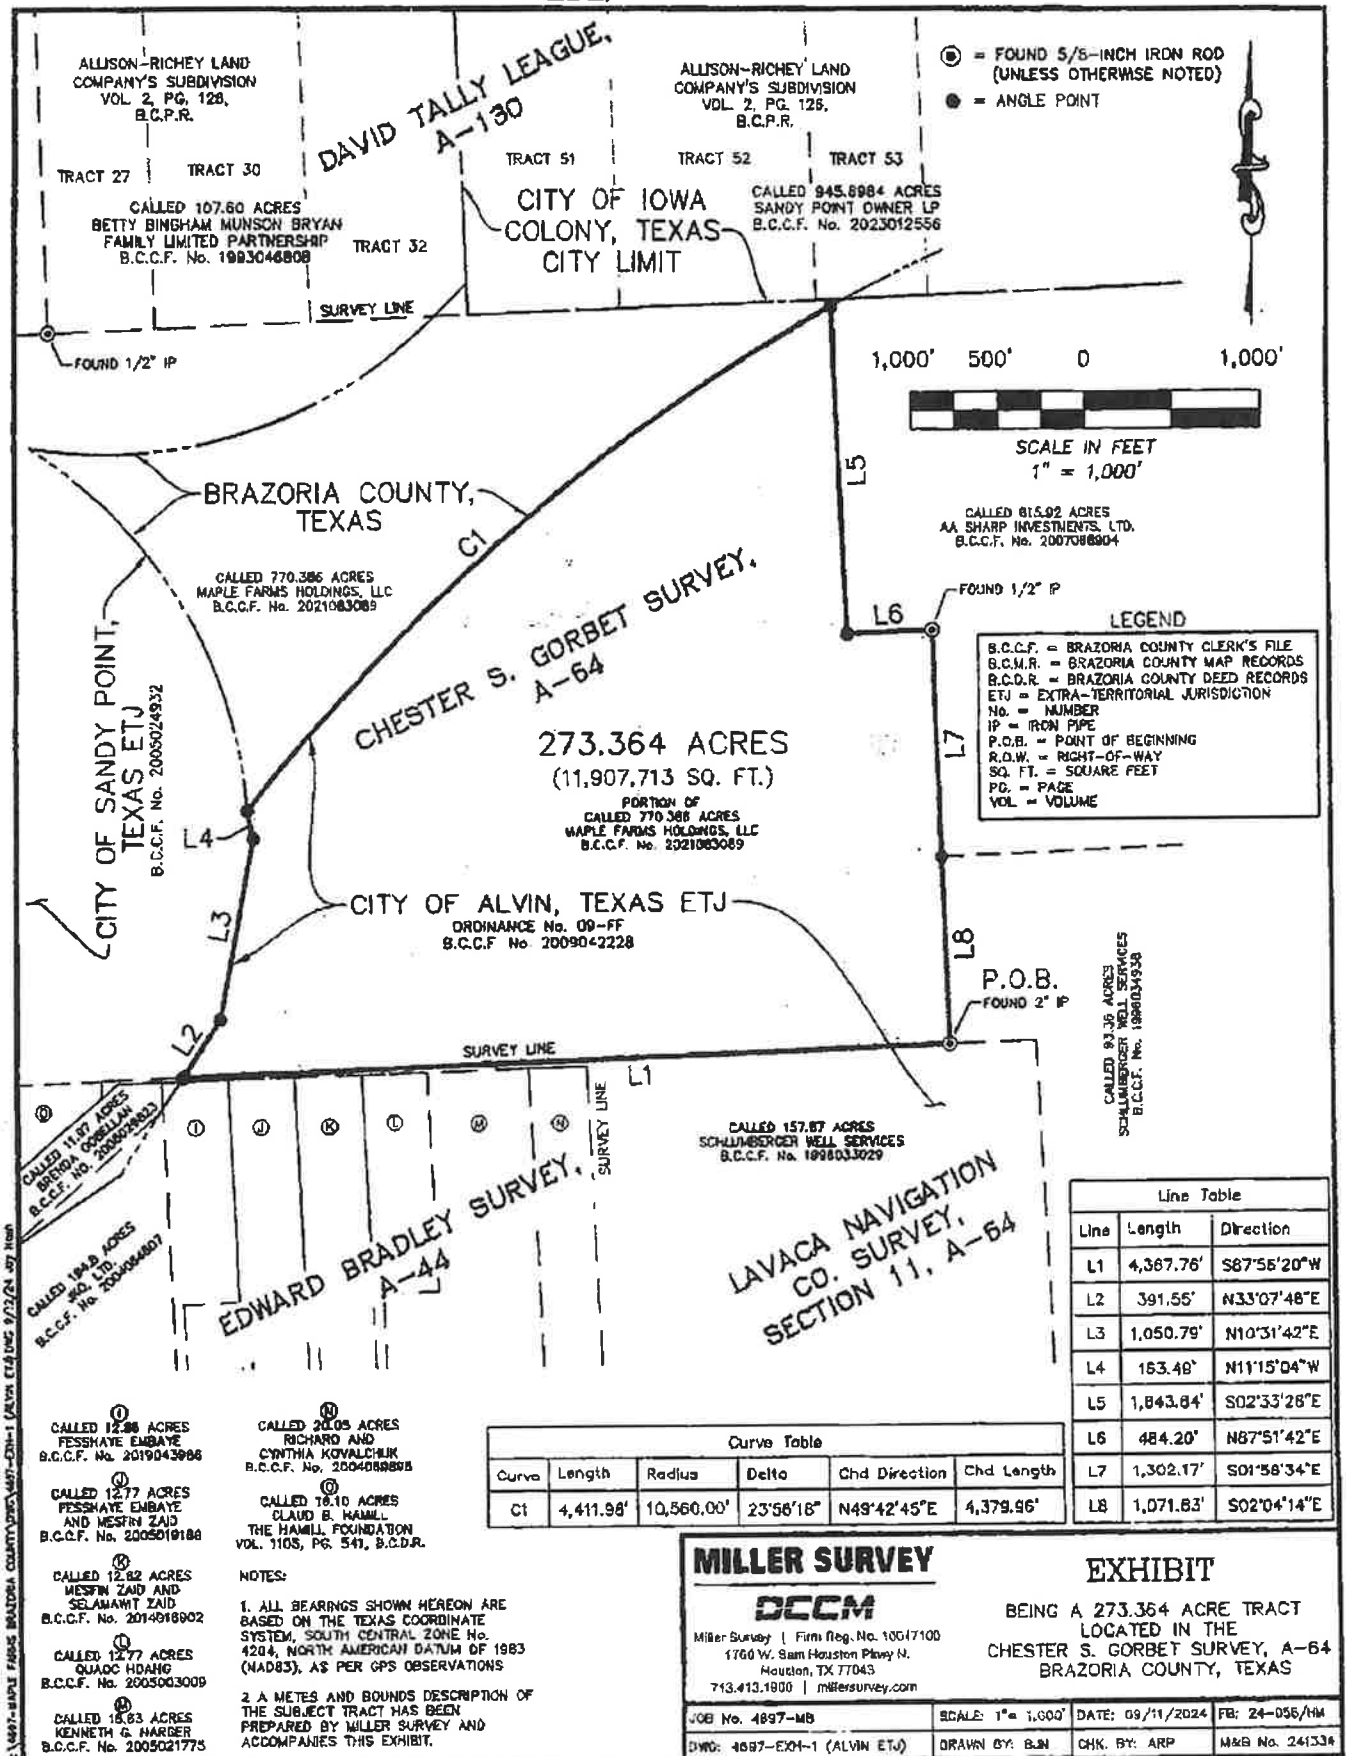 ALLISON-RICHEY LAND
COMPANY'S SUBDIVISION
VOL. 2, PG. 128,
B.C.P.R.
DAVID TALLY LEAGUE,
A-130
ALLISON-RICHEY LAND
COMPANY'S SUBDIVISION
VOL. 2, PG. 128,
B.C.P.R.
= FOUND 5/8-INCH IRON ROD
(UNLESS OTHERWISE NOTED)
= ANGLE POINT
TRACT 27
TRACT 30
TRACT 51
TRACT 52
TRACT 53
CALLED 107.60 ACRES
BETTY BINGHAM MUNSON BRYAN
FAMILY LIMITED PARTNERSHIP
B.C.C.F. No. 1993046808
TRACT 32
CITY OF IOWA
COLONY, TEXAS
CITY LIMIT
CALLED 945.8984 ACRES
SANDY POINT OWNER LP
B.C.C.F. No. 2023012556
SURVEY LINE
FOUND 1/2" IP
1,000' 500' 0 1,000'
SCALE IN FEET
1" = 1,000'
L5
BRAZORIA COUNTY,
TEXAS
C1
CALLED 615.92 ACRES
AA SHARP INVESTMENTS, LTD.
B.C.C.F. No. 2007086904
CALLED 770.386 ACRES
MAPLE FARMS HOLDINGS, LLC
B.C.C.F. No. 2021083089
CHESTER S. GORBET SURVEY,
A-64
FOUND 1/2" IP
L6
LEGEND
B.C.C.F. = BRAZORIA COUNTY CLERK'S FILE
B.C.M.R. = BRAZORIA COUNTY MAP RECORDS
B.C.D.R. = BRAZORIA COUNTY DEED RECORDS
ETJ = EXTRA-TERRITORIAL JURISDICTION
No. = NUMBER
IP = IRON PIPE
P.O.B. = POINT OF BEGINNING
R.O.W. = RIGHT-OF-WAY
SQ. FT. = SQUARE FEET
PG. = PAGE
VOL = VOLUME
CITY OF SANDY POINT,
TEXAS ETJ
B.C.C.F. No. 2005024932
273.364 ACRES
(11,907,713 SQ. FT.)
PORTION OF
CALLED 770.386 ACRES
MAPLE FARMS HOLDINGS, LLC
B.C.C.F. No. 2021083089
L7
L4
CITY OF ALVIN, TEXAS ETJ
ORDINANCE No. 09-FF
B.C.C.F No. 2009042228
L3
L8
P.O.B.
FOUND 2" IP
CALLED 93.36 ACRES
SCHLUMBERGER WELL SERVICES
B.C.C.F. No. 1998034938
L2
SURVEY LINE
L1
O
CALLED 11.97 ACRES
BRENDA
B.C.C.F. NO.
I J K L M N
SURVEY LINE
CALLED 157.87 ACRES
SCHLUMBERGER WELL SERVICES
B.C.C.F. No. 1998033029
CALLED 184.8 ACRES
LTD.
B.C.C.F. No.
EDWARD BRADLEY SURVEY,
A-44
LAVACA NAVIGATION
CO. SURVEY,
SECTION 11, A-64
Line Table
Line Length Direction
L1 4,367.76' S87°56'20"W
L2 391.55' N33°07'48"E
L3 1,050.79' N10°31'42"E
L4 163.49' N11°15'04"W
L5 1,843.84' S02°33'28"E
L6 484.20' N87°51'42"E
L7 1,302.17' S01°58'34"E
L8 1,071.83' S02°04'14"E
I
CALLED 12.86 ACRES
FESSHAYE EMBAYE
B.C.C.F. No. 2019043986
J
CALLED 12.77 ACRES
FESSHAYE EMBAYE
AND MESFIN ZAID
B.C.C.F. No. 2005019188
K
CALLED 12.82 ACRES
MESFIN ZAID AND
SELAMAWIT ZAID
B.C.C.F. No. 2014018902
L
CALLED 12.77 ACRES
QUAOC HOANG
B.C.C.F. No. 2005003009
M
CALLED 18.63 ACRES
KENNETH G. HARBER
B.C.C.F. No. 2005021775
N
CALLED 20.05 ACRES
RICHARD AND
CYNTHIA KOVALCHUK
B.C.C.F. No.
O
CALLED 16.10 ACRES
CLAUD B. HAMILL
THE HAMILL FOUNDATION
VOL. 1103, PG. 541, B.C.D.R.
Curve Table
Curve Length Radius Delta Chd Direction Chd Length
C1 4,411.98' 10,560.00' 23°56'18" N49°42'45"E 4,379.96'
NOTES:
1. ALL BEARINGS SHOWN HEREON ARE
BASED ON THE TEXAS COORDINATE
SYSTEM, SOUTH CENTRAL ZONE No.
4204, NORTH AMERICAN DATUM OF 1983
(NAD83), AS PER GPS OBSERVATIONS
2 A METES AND BOUNDS DESCRIPTION OF
THE SUBJECT TRACT HAS BEEN
PREPARED BY MILLER SURVEY AND
ACCOMPANIES THIS EXHIBIT.
MILLER SURVEY
DCCM
Miller Survey | Firm Reg. No. 10047100
1760 W. Sam Houston Pkwy N.
Houston, TX 77043
713.413.1900 | millersurvey.com
EXHIBIT
BEING A 273.364 ACRE TRACT
LOCATED IN THE
CHESTER S. GORBET SURVEY, A-64
BRAZORIA COUNTY, TEXAS
JOB No. 4897-MB SCALE: 1"= 1,000' DATE: 09/11/2024 FB: 24-056/HM
DWG: 4897-EXH-1 (ALVIN ETJ) DRAWN BY: BJN CHK. BY: ARP M&B No. 241334